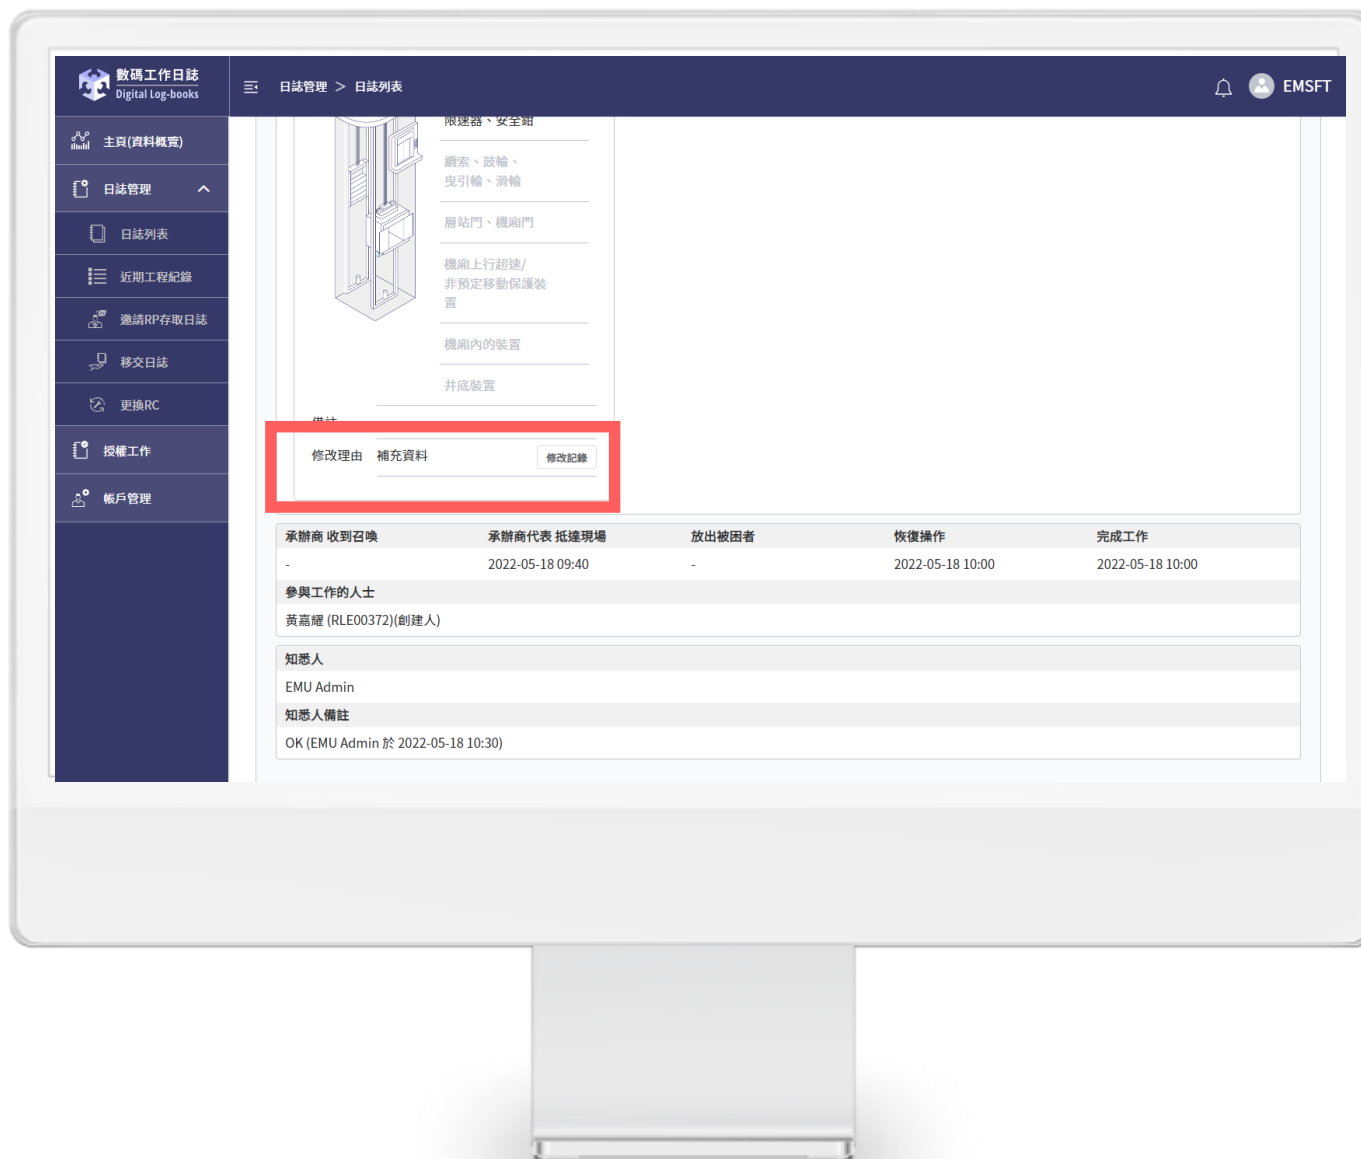 數碼工作日誌
Digital Log-books
日誌管理 > 日誌列表
EMSFT
主頁(資料概覽)
日誌管理
日誌列表
近期工程紀錄
邀請RP存取日誌
移交日誌
更換RC
授權工作
帳戶管理
限速器、安全鉗
纜索、鼓輪、
曳引輪、滑輪
層站門、機廂門
機廂上行超速/
非預定移動保護裝
置
機廂內的裝置
井底裝置
備註
修改理由 補充資料 修改記錄
承辦商 收到召喚 承辦商代表 抵達現場 放出被困者 恢復操作 完成工作
- 2022-05-18 09:40 - 2022-05-18 10:00 2022-05-18 10:00
參與工作的人士
黃嘉耀 (RLE00372)(創建人)
知悉人
EMU Admin
知悉人備註
OK (EMU Admin 於 2022-05-18 10:30)